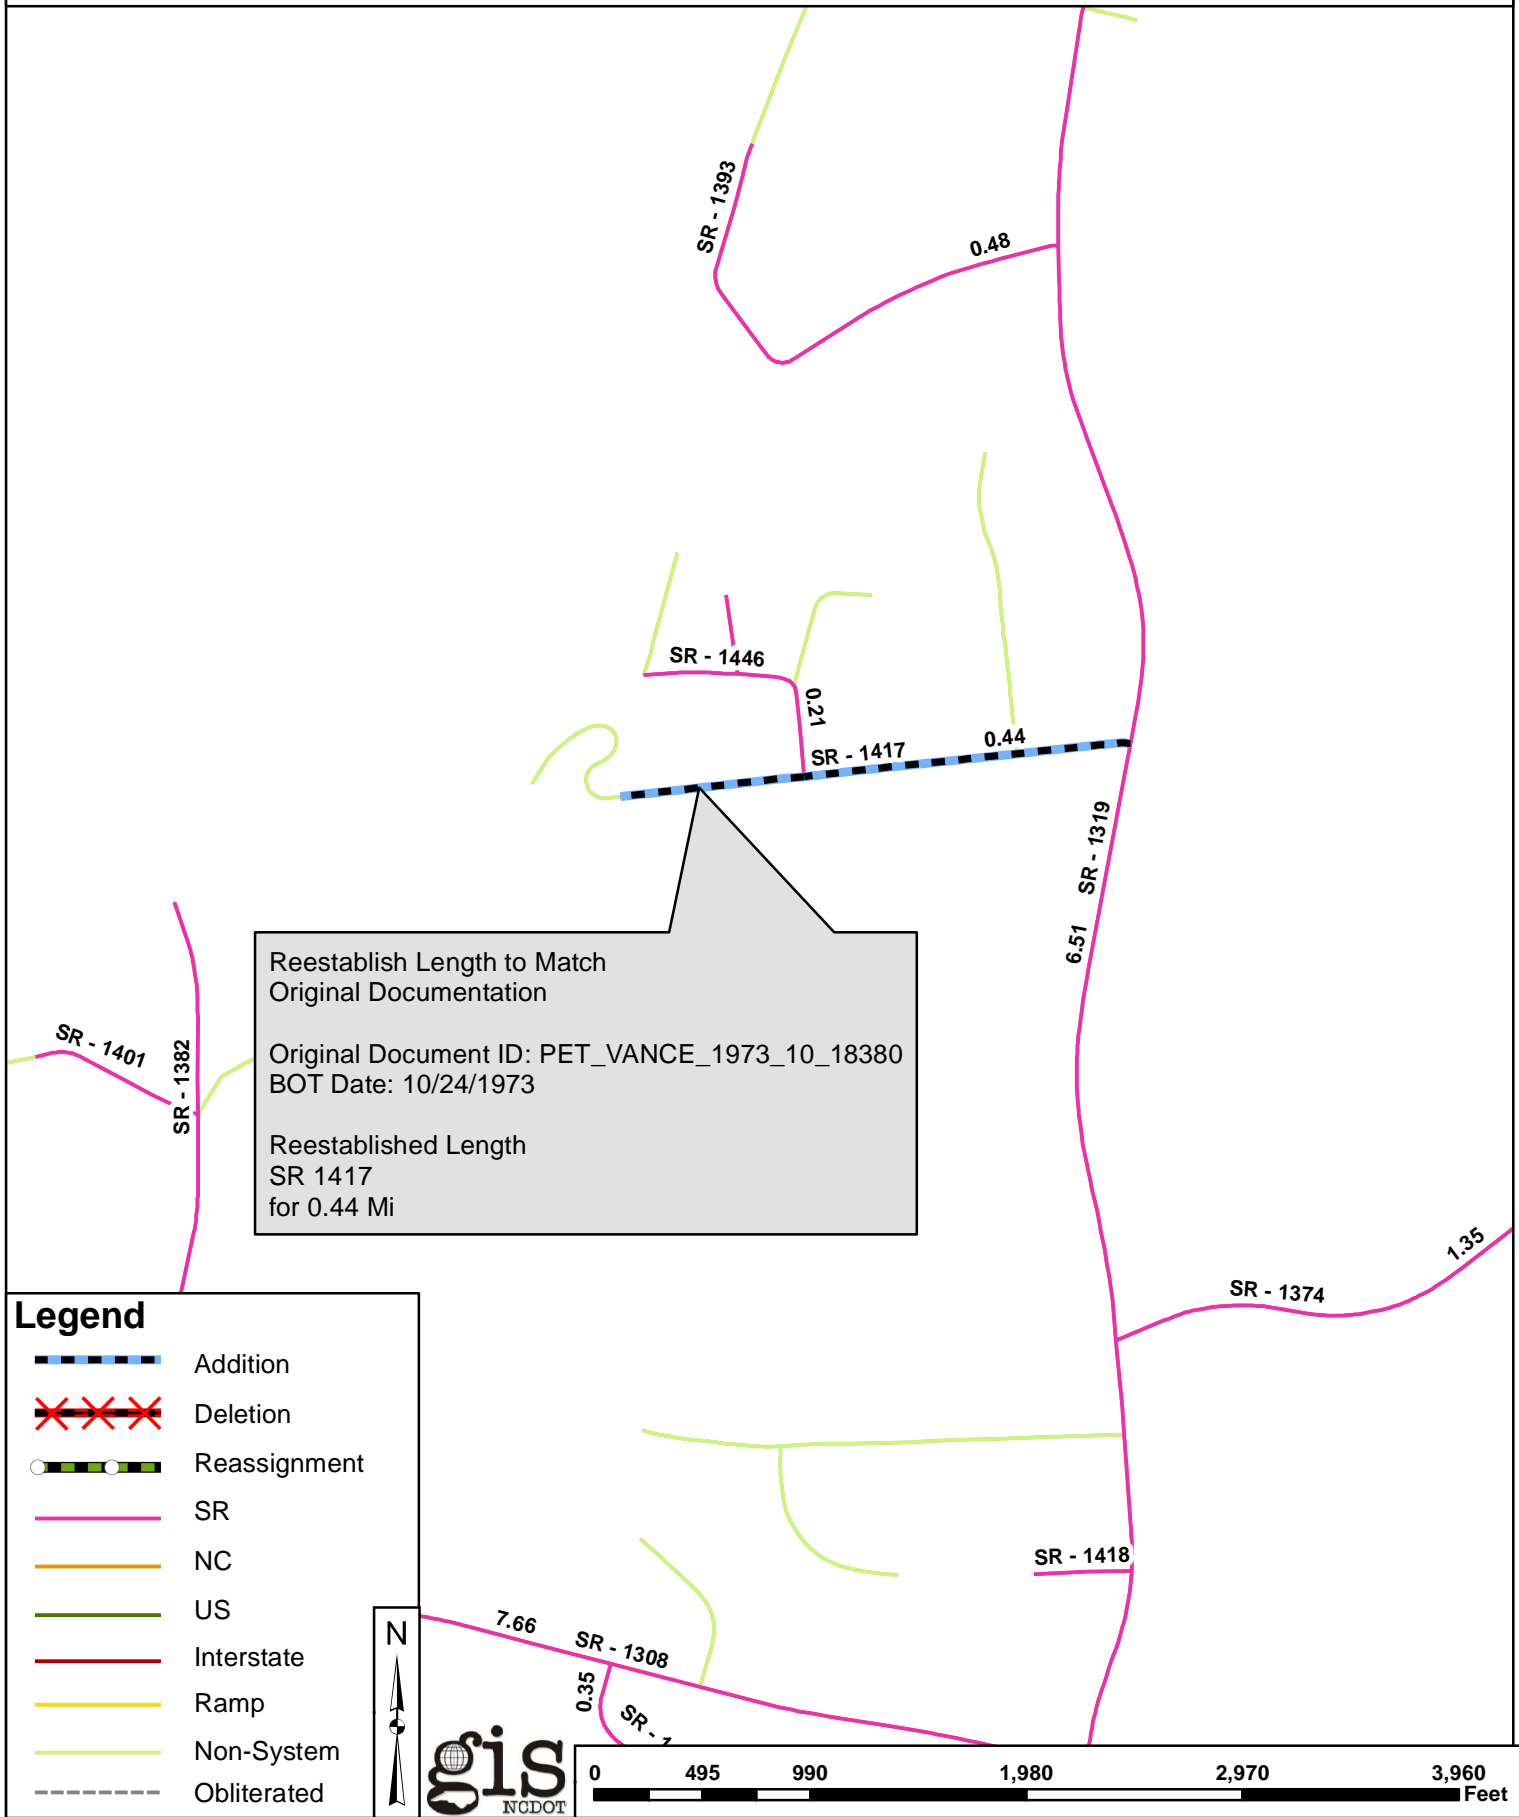 SR - 1393
0.48
SR - 1446
0.21
SR - 1417
0.44
SR - 1319
6.51
Reestablish Length to Match
Original Documentation
Original Document ID: PET_VANCE_1973_10_18380
BOT Date: 10/24/1973
Reestablished Length
SR 1417
for 0.44 Mi
SR - 1401
SR - 1382
1.35
SR - 1374
SR - 1418
7.66
SR - 1308
0.35
SR - 1
Legend
Addition
Deletion
Reassignment
SR
NC
US
Interstate
Ramp
Non-System
Obliterated
N
gis
NCDOT
0 495 990 1,980 2,970 3,960
Feet